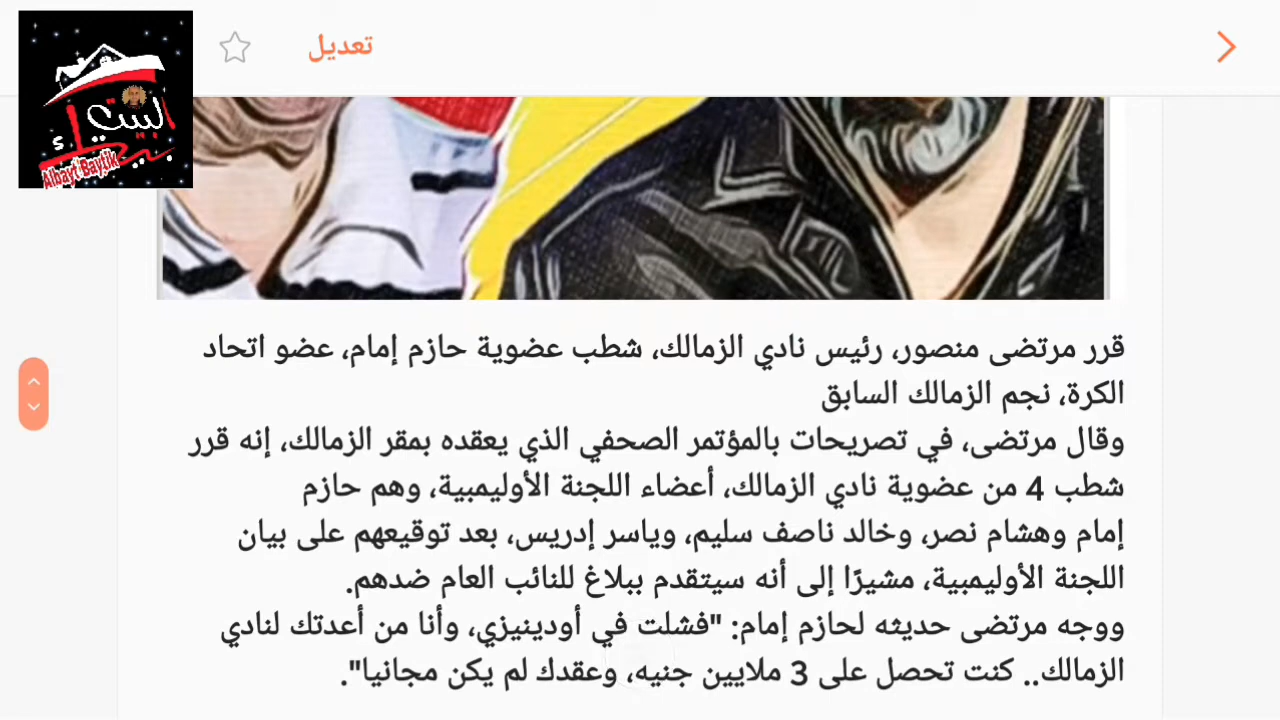 تعديل
البيت
بيتك
Albayt Baytik
قرر مرتضى منصور، رئيس نادي الزمالك، شطب عضوية حازم إمام، عضو اتحاد
الكرة، نجم الزمالك السابق
وقال مرتضى، في تصريحات بالمؤتمر الصحفي الذي يعقده بمقر الزمالك، إنه قرر
شطب 4 من عضوية نادي الزمالك، أعضاء اللجنة الأوليمبية، وهم حازم
إمام وهشام نصر، وخالد ناصف سليم، وياسر إدريس، بعد توقيعهم على بيان
اللجنة الأوليمبية، مشيرًا إلى أنه سيتقدم ببلاغ للنائب العام ضدهم.
ووجه مرتضى حديثه لحازم إمام: "فشلت في أودينيزي، وأنا من أعدتك لنادي
الزمالك.. كنت تحصل على 3 ملايين جنيه، وعقدك لم يكن مجانيا".